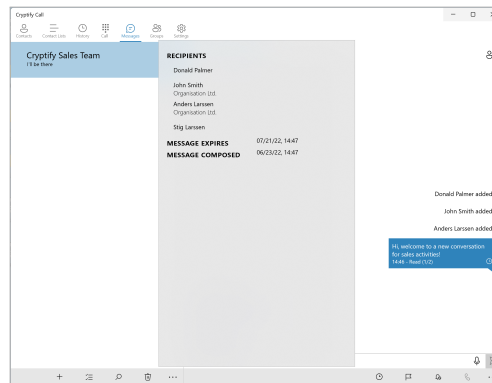 Cryptify Call
Contacts
Contact Lists
History
Call
Messages
Groups
Settings
Cryptify Sales Team
I'll be there
RECIPIENTS
Donald Palmer
John Smith
Organisation Ltd.
Anders Larssen
Organisation Ltd.
Stig Larssen
MESSAGE EXPIRES 07/21/22, 14:47
MESSAGE COMPOSED 06/23/22, 14:47
Donald Palmer added
John Smith added
Anders Larssen added
Hi, welcome to a new conversation
for sales activities!
14:46 - Read (1/2)